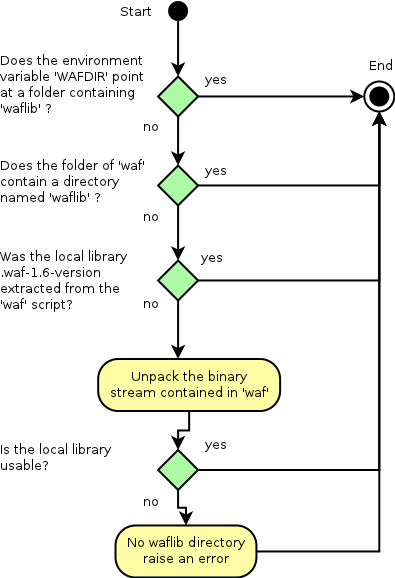 Start
End
Does the environment
variable 'WAFDIR' point
at a folder containing
'waflib' ?
yes
no
Does the folder of 'waf'
contain a directory
named 'waflib' ?
yes
no
Was the local library
.waf-1.6-version
extracted from the
'waf' script?
yes
no
Unpack the binary
stream contained in 'waf'
Is the local library
usable?
yes
no
No waflib directory
raise an error